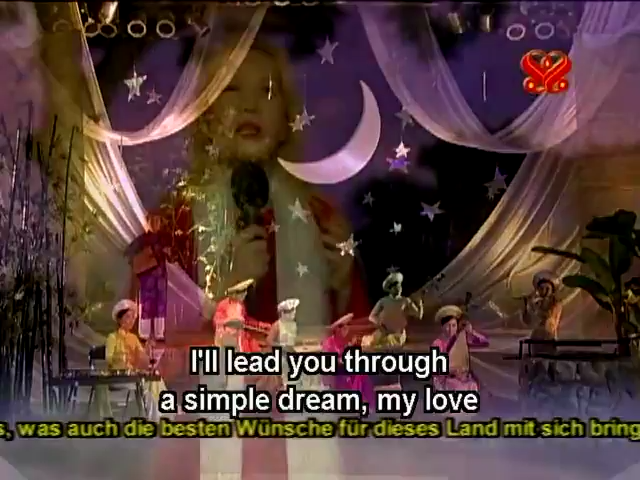 I'll lead you through
a simple dream, my love
s, was auch die besten Wünsche für dieses Land mit sich bring